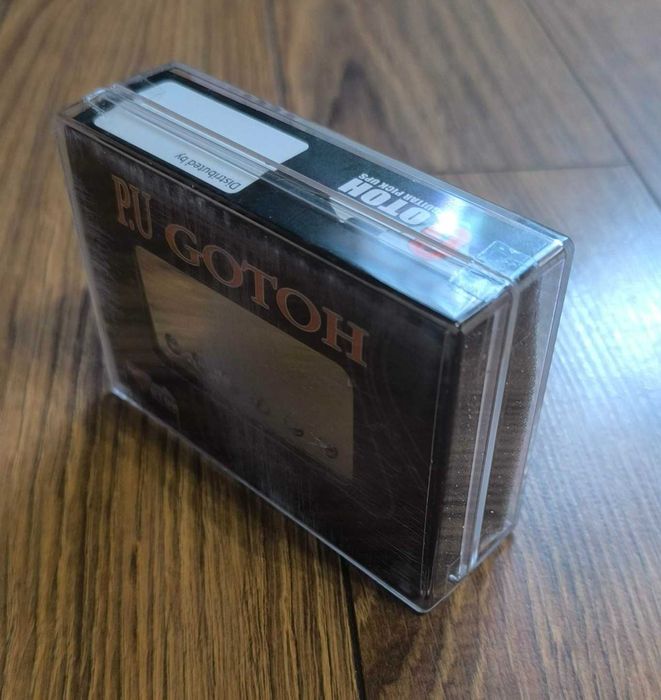 Distributed by
GOTOH
GUITAR PICK UPS
P.U GOTOH